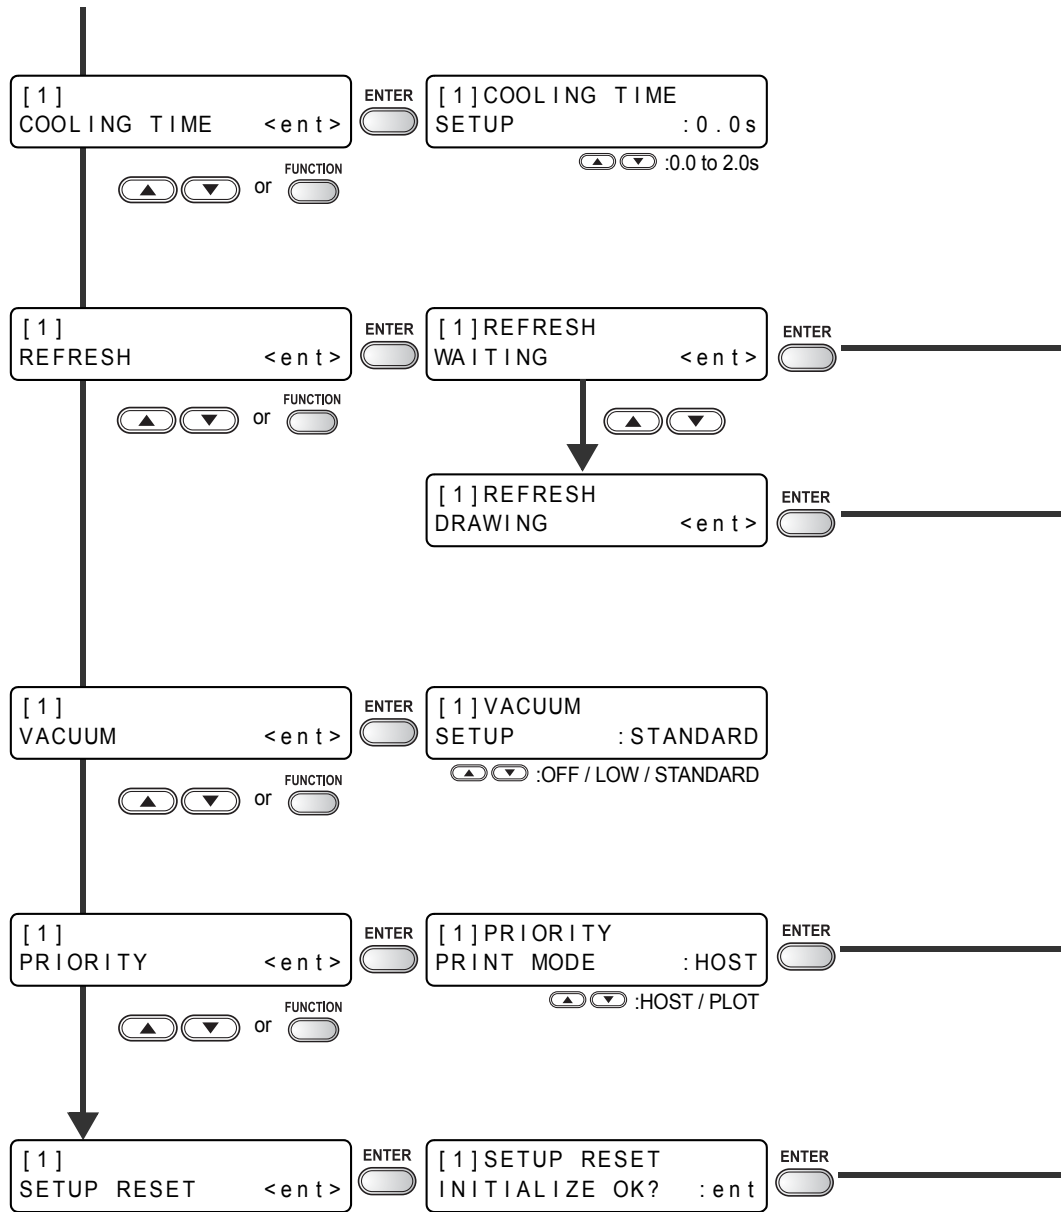 [1]
COOLING TIME <ent>
ENTER
[1]COOLING TIME
SETUP :0.0s
:0.0 to 2.0s
or
FUNCTION
[1]
REFRESH <ent>
ENTER
[1]REFRESH
WAITING <ent>
ENTER
or
FUNCTION
[1]REFRESH
DRAWING <ent>
ENTER
[1]
VACUUM <ent>
ENTER
[1]VACUUM
SETUP :STANDARD
:OFF / LOW / STANDARD
or
FUNCTION
[1]
PRIORITY <ent>
ENTER
[1]PRIORITY
PRINT MODE :HOST
ENTER
:HOST / PLOT
or
FUNCTION
[1]
SETUP RESET <ent>
ENTER
[1]SETUP RESET
INITIALIZE OK? :ent
ENTER